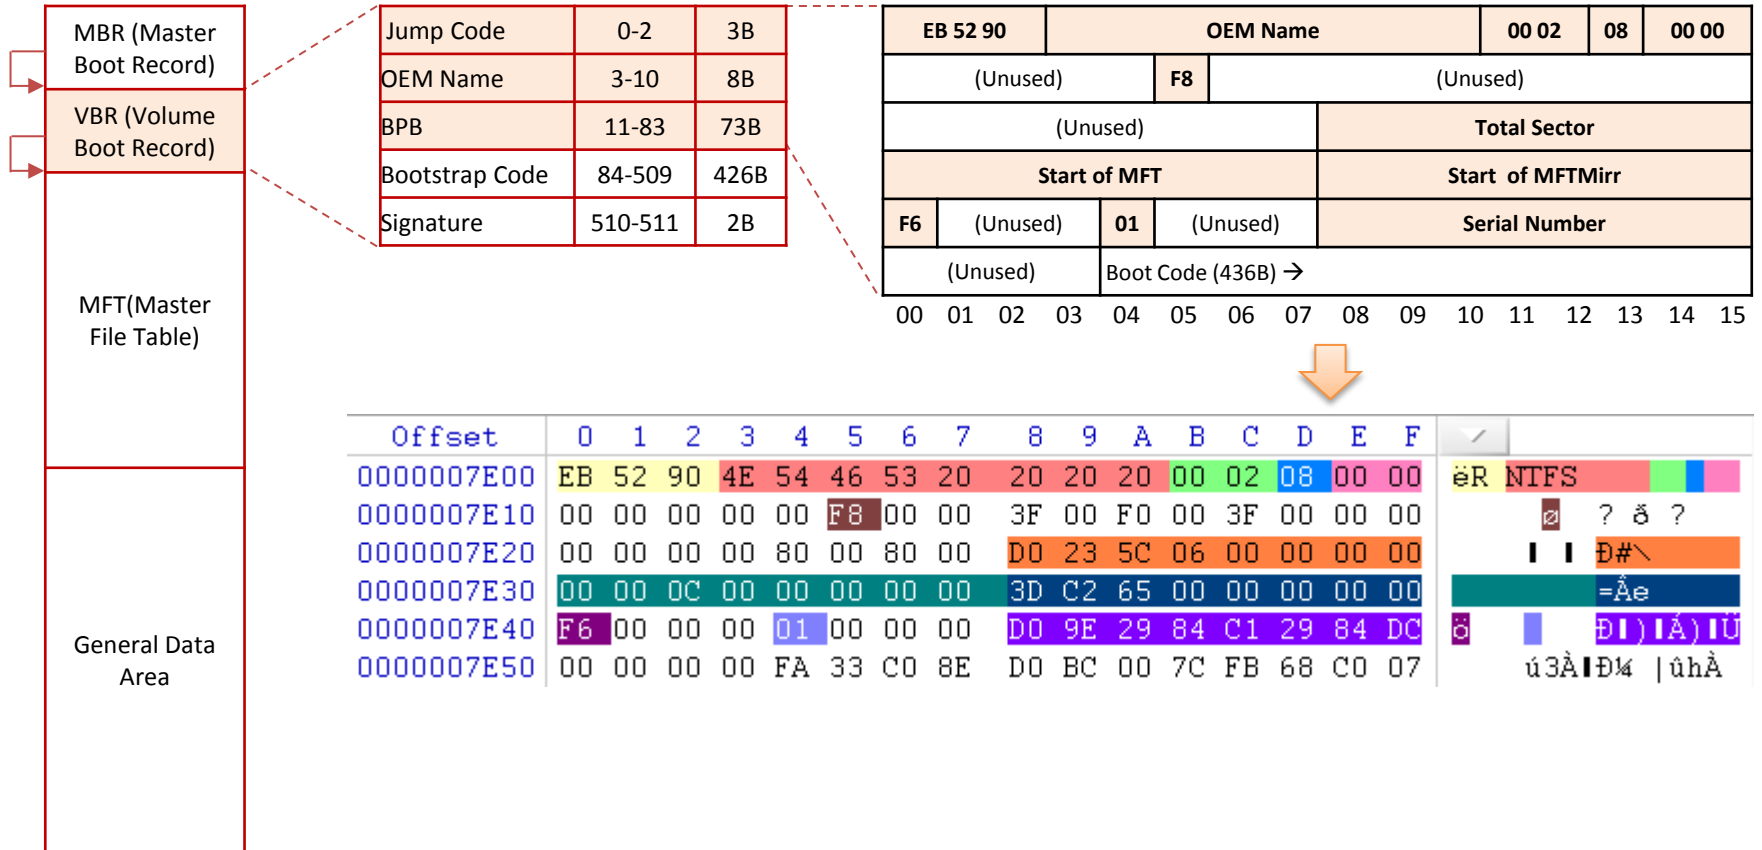 MBR (Master
Boot Record)
VBR (Volume
Boot Record)
MFT(Master
File Table)
General Data
Area
Jump Code 0-2 3B
OEM Name 3-10 8B
BPB 11-83 73B
Bootstrap Code 84-509 426B
Signature 510-511 2B
EB 52 90 OEM Name 00 02 08 00 00
(Unused) F8 (Unused)
(Unused) Total Sector
Start of MFT Start of MFTMirr
F6 (Unused) 01 (Unused) Serial Number
(Unused) Boot Code (436B) →
00 01 02 03 04 05 06 07 08 09 10 11 12 13 14 15
Offset 0 1 2 3 4 5 6 7 8 9 A B C D E F
0000007E00 EB 52 90 4E 54 46 53 20 20 20 20 00 02 08 00 00 ëR NTFS
0000007E10 00 00 00 00 00 F8 00 00 3F 00 F0 00 3F 00 00 00 ø ? ð ?
0000007E20 00 00 00 00 80 00 80 00 D0 23 5C 06 00 00 00 00 Ð#\
0000007E30 00 00 0C 00 00 00 00 00 3D C2 65 00 00 00 00 00 =Âe
0000007E40 F6 00 00 00 01 00 00 00 D0 9E 29 84 C1 29 84 DC ö Ð❙)❙Á)❙Ü
0000007E50 00 00 00 00 FA 33 C0 8E D0 BC 00 7C FB 68 C0 07 ú3À❙Ð¼ |ûhÀ